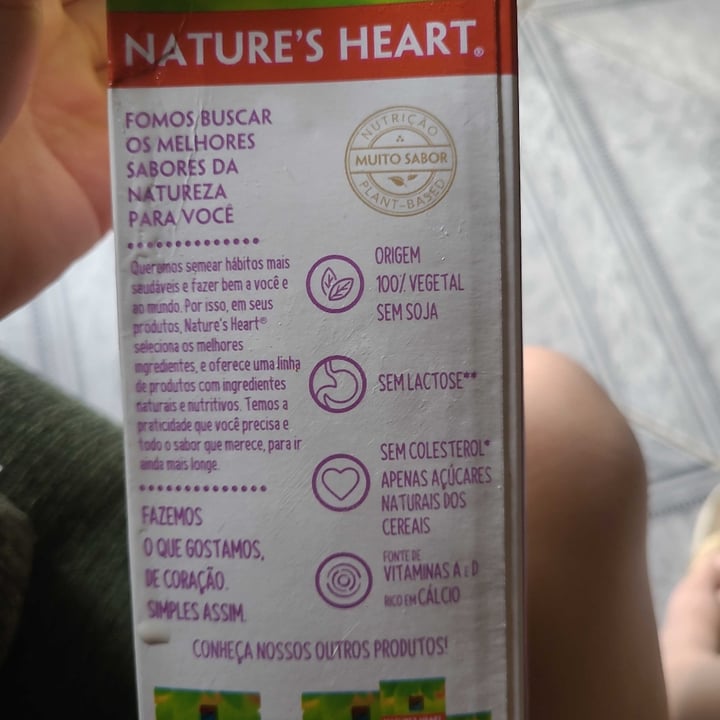 NATURE'S HEART®
FOMOS BUSCAR
OS MELHORES
SABORES DA
NATUREZA
PARA VOCÊ
NUTRIÇÃO
MUITO SABOR
PLANT-BASED
Queremos semear hábitos mais
saudáveis e fazer bem a você e
ao mundo. Por isso, em seus
produtos, Nature's Heart®
seleciona os melhores
ingredientes, e oferece uma linha
de produtos com ingredientes
naturais e nutritivos. Temos a
praticidade que você precisa e
todo o sabor que merece, para ir
ainda mais longe.
FAZEMOS
O QUE GOSTAMOS,
DE CORAÇÃO.
SIMPLES ASSIM.
ORIGEM
100% VEGETAL
SEM SOJA
SEM LACTOSE**
SEM COLESTEROL*
APENAS AÇÚCARES
NATURAIS DOS
CEREAIS
FONTE DE
VITAMINAS A E D
RICO EM CÁLCIO
CONHEÇA NOSSOS OUTROS PRODUTOS!